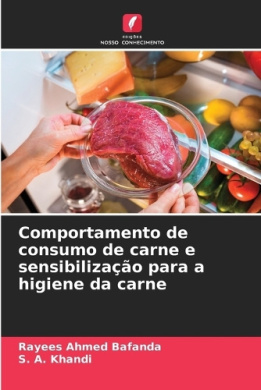 edições
NOSSO CONHECIMENTO
Comportamento de
consumo de carne e
sensibilização para a
higiene da carne
Rayees Ahmed Bafanda
S. A. Khandi